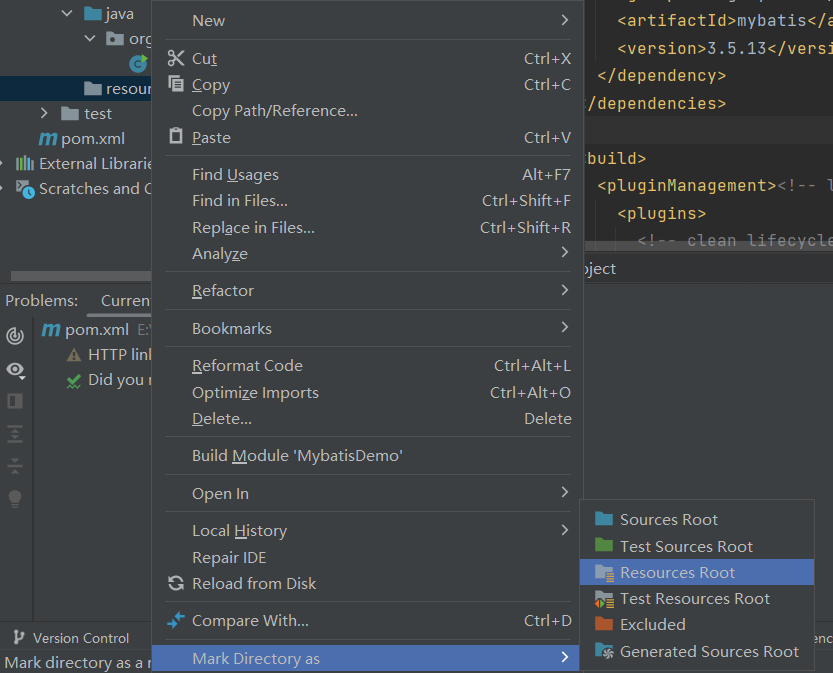 java
org
resour
test
pom.xml
External Librarie
Scratches and C
Problems:
Current
pom.xml E:\
HTTP link
Did you
Version Control
Mark directory as a
New
Cut Ctrl+X
Copy Ctrl+C
Copy Path/Reference...
Paste Ctrl+V
Find Usages Alt+F7
Find in Files... Ctrl+Shift+F
Replace in Files... Ctrl+Shift+R
Analyze
Refactor
Bookmarks
Reformat Code Ctrl+Alt+L
Optimize Imports Ctrl+Alt+O
Delete... Delete
Build Module 'MybatisDemo'
Open In
Local History
Repair IDE
Reload from Disk
Compare With... Ctrl+D
Mark Directory as
Sources Root
Test Sources Root
Resources Root
Test Resources Root
Excluded
Generated Sources Root
<artifactId>mybatis</a
<version>3.5.13</versi
</dependency>
/dependencies>
build>
<pluginManagement><!-- l
<plugins>
<!-- clean lifecycle
oject
enc